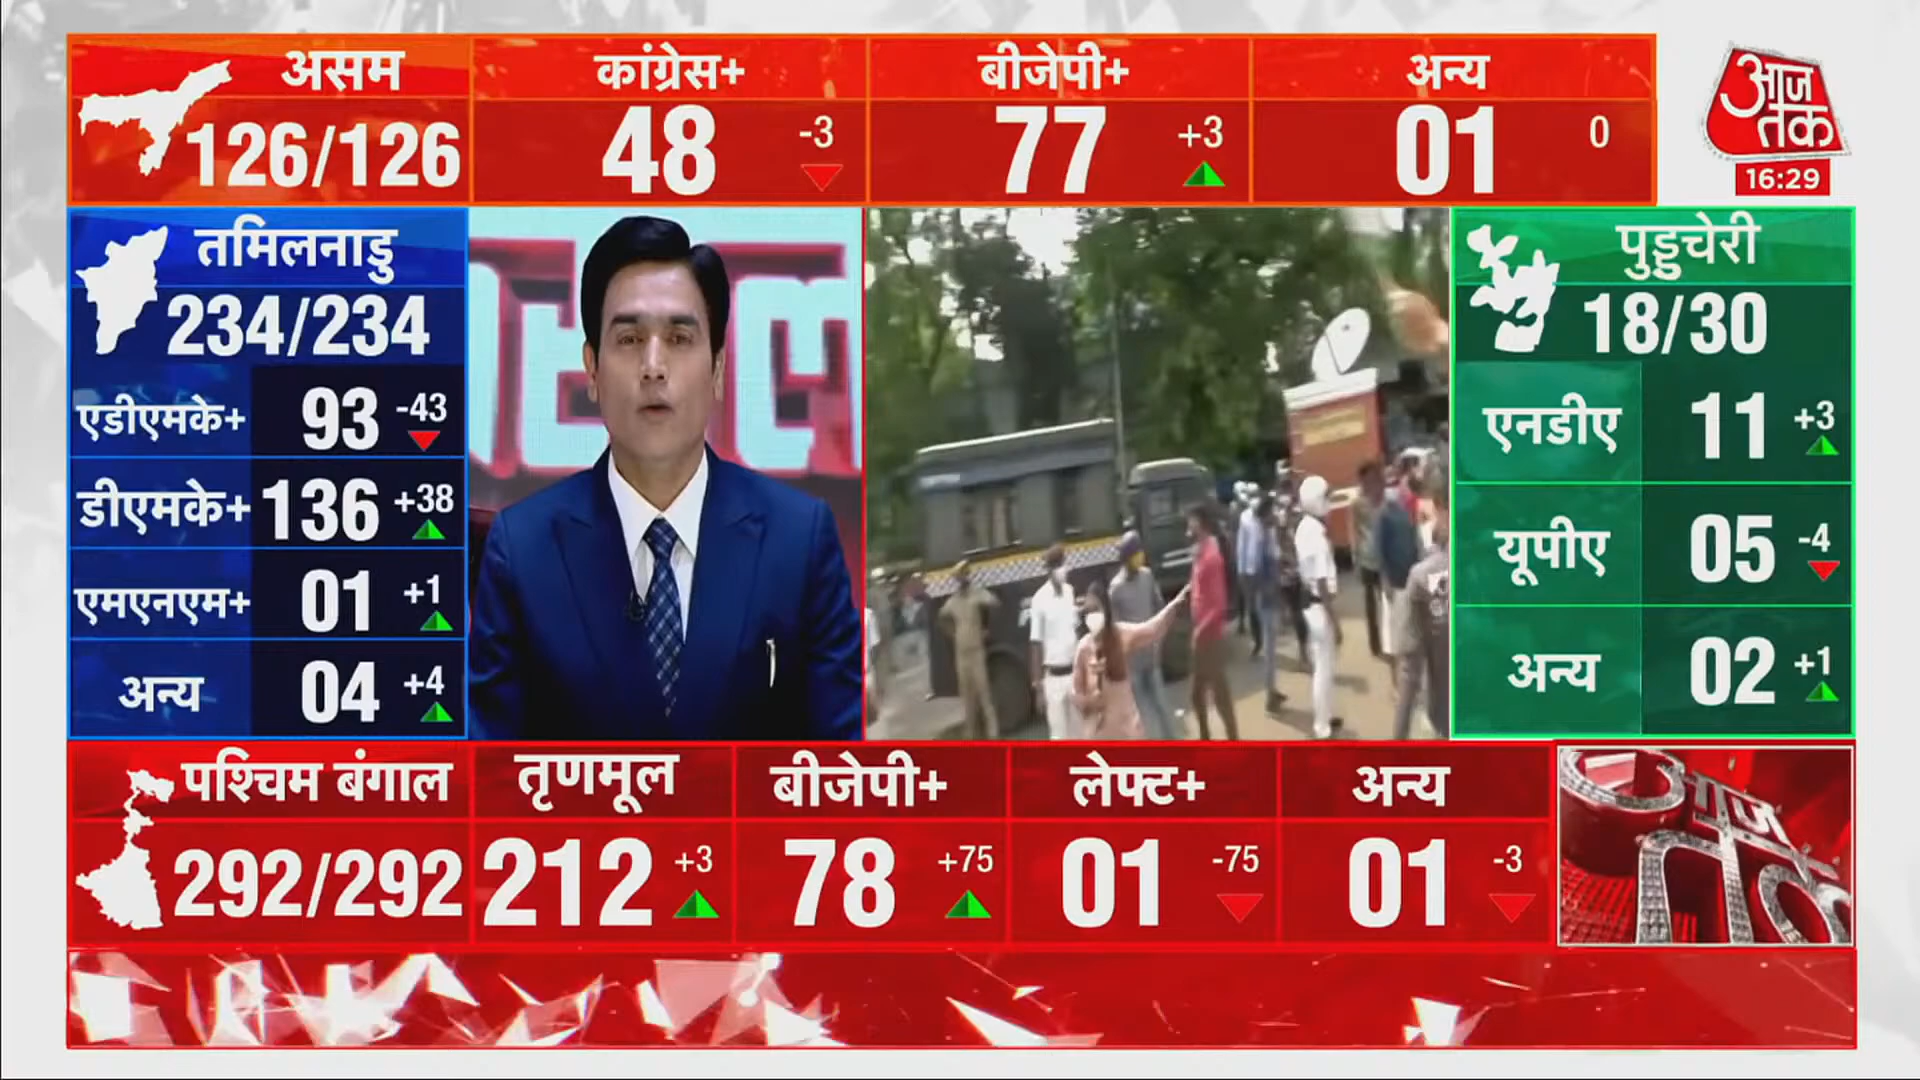 असम
126/126
कांग्रेस+
48 -3
बीजेपी+
77 +3
अन्य
01 0
आज
तक
16:29
तमिलनाडु
234/234
एडीएमके+ 93 -43
डीएमके+ 136 +38
एमएनएम+ 01 +1
अन्य 04 +4
पुड्डुचेरी
18/30
एनडीए 11 +3
यूपीए 05 -4
अन्य 02 +1
पश्चिम बंगाल
292/292
तृणमूल
212 +3
बीजेपी+
78 +75
लेफ्ट+
01 -75
अन्य
01 -3
आज
तक